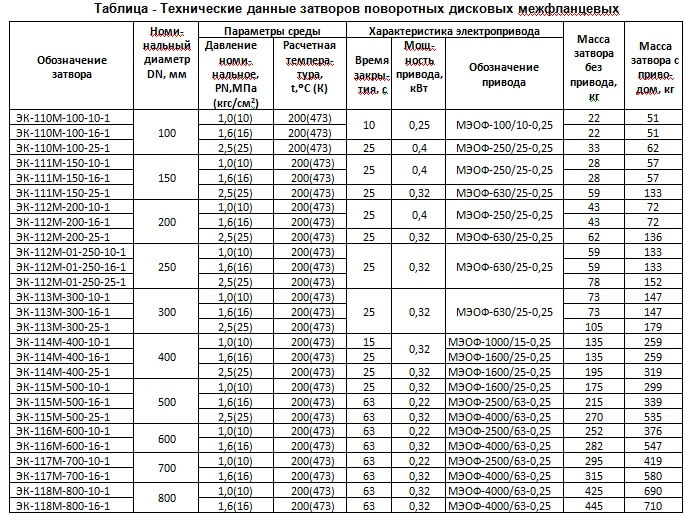 Таблица - Технические данные затворов поворотных дисковых межфланцевых
Обозначение затвора | Номи-нальный диаметр DN, мм | Параметры среды | Характеристика электропривода | Масса затвора без привода, кг | Масса затвора с приво-дом, кг
Давление номи-нальное, PN,МПа (кгс/см²) | Расчетная темпера-тура, t,°С (К) | Время закры-тия, с | Мощ-ность привода, кВт | Обозначение привода
ЭК-110М-100-10-1 | 100 | 1,0(10) | 200(473) | 10 | 0,25 | МЭОФ-100/10-0,25 | 22 | 51
ЭК-110М-100-16-1 | 1,6(16) | 200(473) | 22 | 51
ЭК-110М-100-25-1 | 2,5(25) | 200(473) | 25 | 0,4 | МЭОФ-250/25-0,25 | 33 | 62
ЭК-111М-150-10-1 | 150 | 1,0(10) | 200(473) | 25 | 0,4 | МЭОФ-250/25-0,25 | 28 | 57
ЭК-111М-150-16-1 | 1,6(16) | 200(473) | 28 | 57
ЭК-111М-150-25-1 | 2,5(25) | 200(473) | 25 | 0,32 | МЭОФ-630/25-0,25 | 59 | 133
ЭК-112М-200-10-1 | 200 | 1,0(10) | 200(473) | 25 | 0,4 | МЭОФ-250/25-0,25 | 43 | 72
ЭК-112М-200-16-1 | 1,6(16) | 200(473) | 43 | 72
ЭК-112М-200-25-1 | 2,5(25) | 200(473) | 25 | 0,32 | МЭОФ-630/25-0,25 | 62 | 136
ЭК-112М-01-250-10-1 | 250 | 1,0(10) | 200(473) | 25 | 0,32 | МЭОФ-630/25-0,25 | 59 | 133
ЭК-112М-01-250-16-1 | 1,6(16) | 200(473) | 59 | 133
ЭК-112М-01-250-25-1 | 2,5(25) | 200(473) | 78 | 152
ЭК-113М-300-10-1 | 300 | 1,0(10) | 200(473) | 25 | 0,32 | МЭОФ-630/25-0,25 | 73 | 147
ЭК-113М-300-16-1 | 1,6(16) | 200(473) | 73 | 147
ЭК-113М-300-25-1 | 2,5(25) | 200(473) | 105 | 179
ЭК-114М-400-10-1 | 400 | 1,0(10) | 200(473) | 15 | 0,32 | МЭОФ-1000/15-0,25 | 135 | 259
ЭК-114М-400-16-1 | 1,6(16) | 200(473) | 25 | МЭОФ-1600/25-0,25 | 135 | 259
ЭК-114М-400-25-1 | 2,5(25) | 200(473) | 25 | МЭОФ-1600/25-0,25 | 195 | 319
ЭК-115М-500-10-1 | 500 | 1,0(10) | 200(473) | 25 | 0,32 | МЭОФ-1600/25-0,25 | 175 | 299
ЭК-115М-500-16-1 | 1,6(16) | 200(473) | 63 | 0,22 | МЭОФ-2500/63-0,25 | 215 | 339
ЭК-115М-500-25-1 | 2,5(25) | 200(473) | 63 | 0,32 | МЭОФ-4000/63-0,25 | 270 | 535
ЭК-116М-600-10-1 | 600 | 1,0(10) | 200(473) | 63 | 0,22 | МЭОФ-2500/63-0,25 | 252 | 376
ЭК-116М-600-16-1 | 1,6(16) | 200(473) | 63 | 0,32 | МЭОФ-4000/63-0,25 | 282 | 547
ЭК-117М-700-10-1 | 700 | 1,0(10) | 200(473) | 63 | 0,22 | МЭОФ-2500/63-0,25 | 295 | 419
ЭК-117М-700-16-1 | 1,6(16) | 200(473) | 63 | 0,32 | МЭОФ-4000/63-0,25 | 315 | 580
ЭК-118М-800-10-1 | 800 | 1,0(10) | 200(473) | 63 | 0,32 | МЭОФ-4000/63-0,25 | 425 | 690
ЭК-118М-800-16-1 | 1,6(16) | 200(473) | 63 | 0,32 | МЭОФ-4000/63-0,25 | 445 | 710